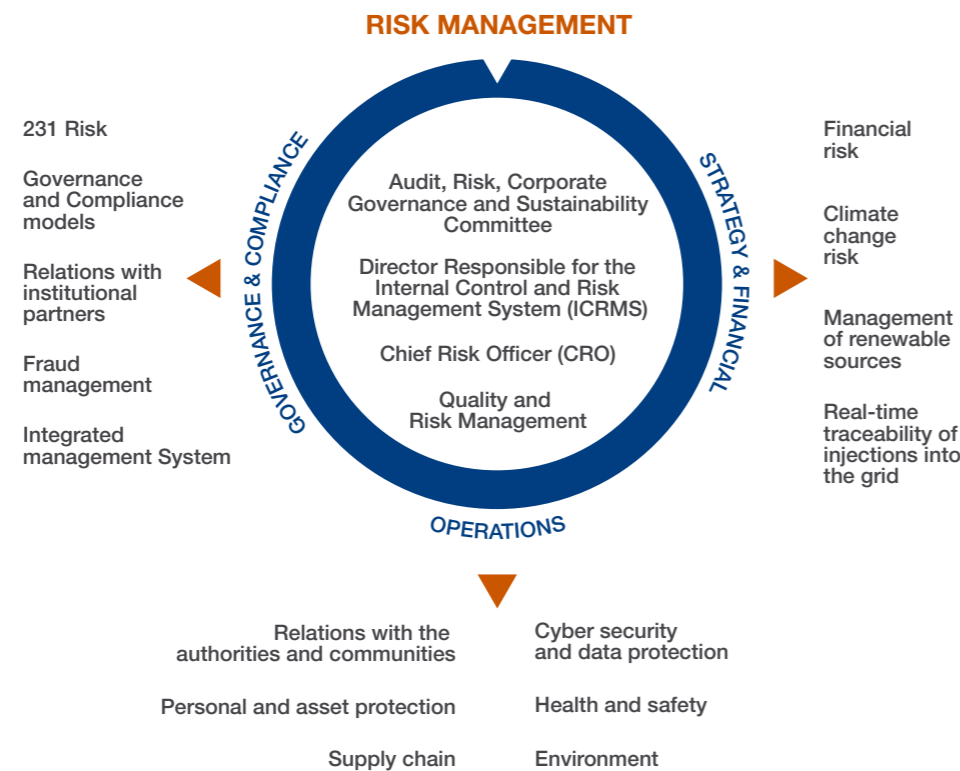 RISK MANAGEMENT
231 Risk
Governance
and Compliance
models
Relations with
institutional
partners
Fraud
management
Integrated
management System
GOVERNANCE & COMPLIANCE
Audit, Risk, Corporate
Governance and Sustainability
Committee
Director Responsible for the
Internal Control and Risk
Management System (ICRMS)
Chief Risk Officer (CRO)
Quality and
Risk Management
STRATEGY & FINANCIAL
Financial
risk
Climate
change
risk
Management
of renewable
sources
Real-time
traceability of
injections into
the grid
OPERATIONS
Relations with the
authorities and communities
Personal and asset protection
Supply chain
Cyber security
and data protection
Health and safety
Environment